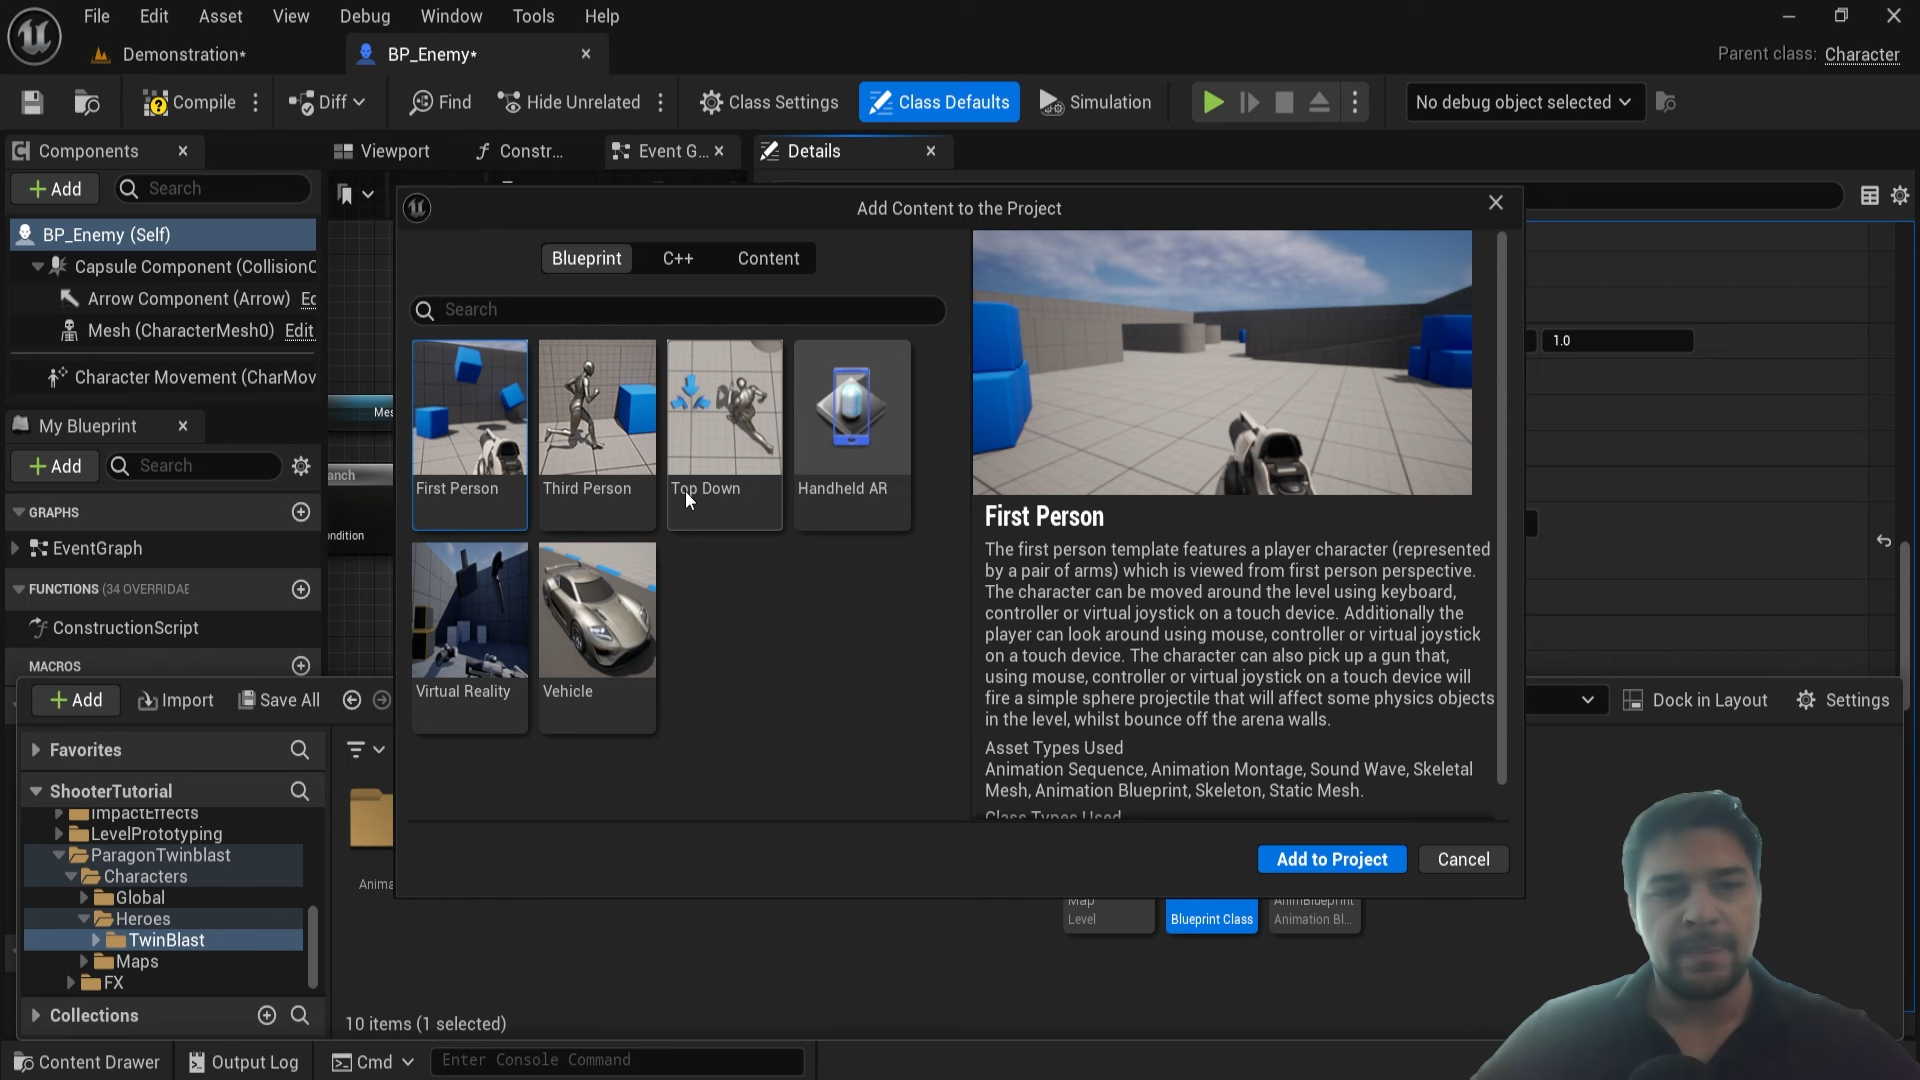 File Edit Asset View Debug Window Tools Help
Demonstration*
BP_Enemy*
Parent class: Character
Compile
Diff
Find
Hide Unrelated
Class Settings
Class Defaults
Simulation
No debug object selected
Components
Viewport
Constr...
Event G...
Details
Add
Search
BP_Enemy (Self)
Capsule Component (CollisionC
Arrow Component (Arrow)
Mesh (CharacterMesh0) Edit
Character Movement (CharMov
My Blueprint
Add
Search
GRAPHS
EventGraph
FUNCTIONS (34 OVERRIDAE
ConstructionScript
MACROS
Mes
anch
ndition
1.0
Add Content to the Project
Blueprint
C++
Content
Search
First Person
Third Person
Top Down
Handheld AR
Virtual Reality
Vehicle
First Person
The first person template features a player character (represented
by a pair of arms) which is viewed from first person perspective.
The character can be moved around the level using keyboard,
controller or virtual joystick on a touch device. Additionally the
player can look around using mouse, controller or virtual joystick
on a touch device. The character can also pick up a gun that,
using mouse, controller or virtual joystick on a touch device will
fire a simple sphere projectile that will affect some physics objects
in the level, whilst bounce off the arena walls.
Asset Types Used
Animation Sequence, Animation Montage, Sound Wave, Skeletal
Mesh, Animation Blueprint, Skeleton, Static Mesh.
Class Types Used
Add to Project
Cancel
Add
Import
Save All
Dock in Layout
Settings
Favorites
ShooterTutorial
ImpactEffects
LevelPrototyping
ParagonTwinblast
Characters
Global
Heroes
TwinBlast
Maps
FX
Collections
Anima
Map
Level
Blueprint Class
AnimBlueprint
Animation Bl...
10 items (1 selected)
Content Drawer
Output Log
Cmd
Enter Console Command